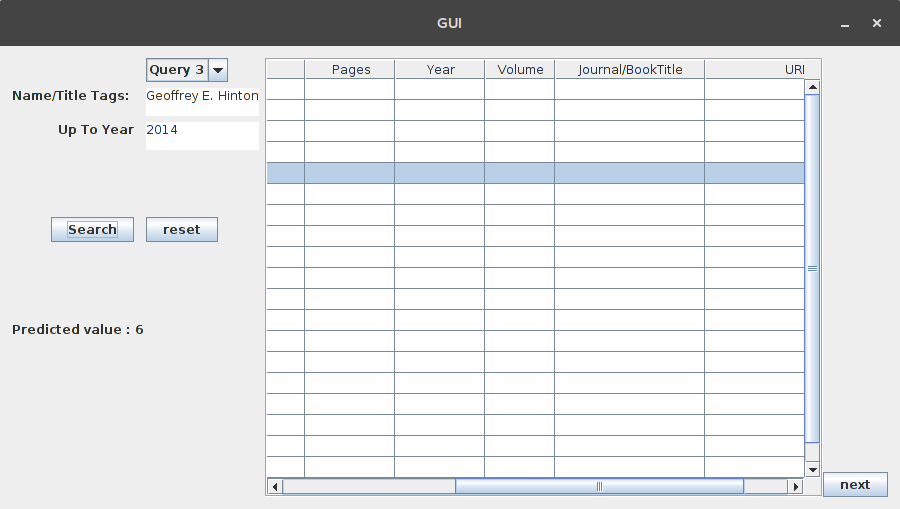 GUI
Query 3
Name/Title Tags: Geoffrey E. Hinton
Up To Year 2014
Search reset
Predicted value : 6
Pages Year Volume Journal/BookTitle URI
next